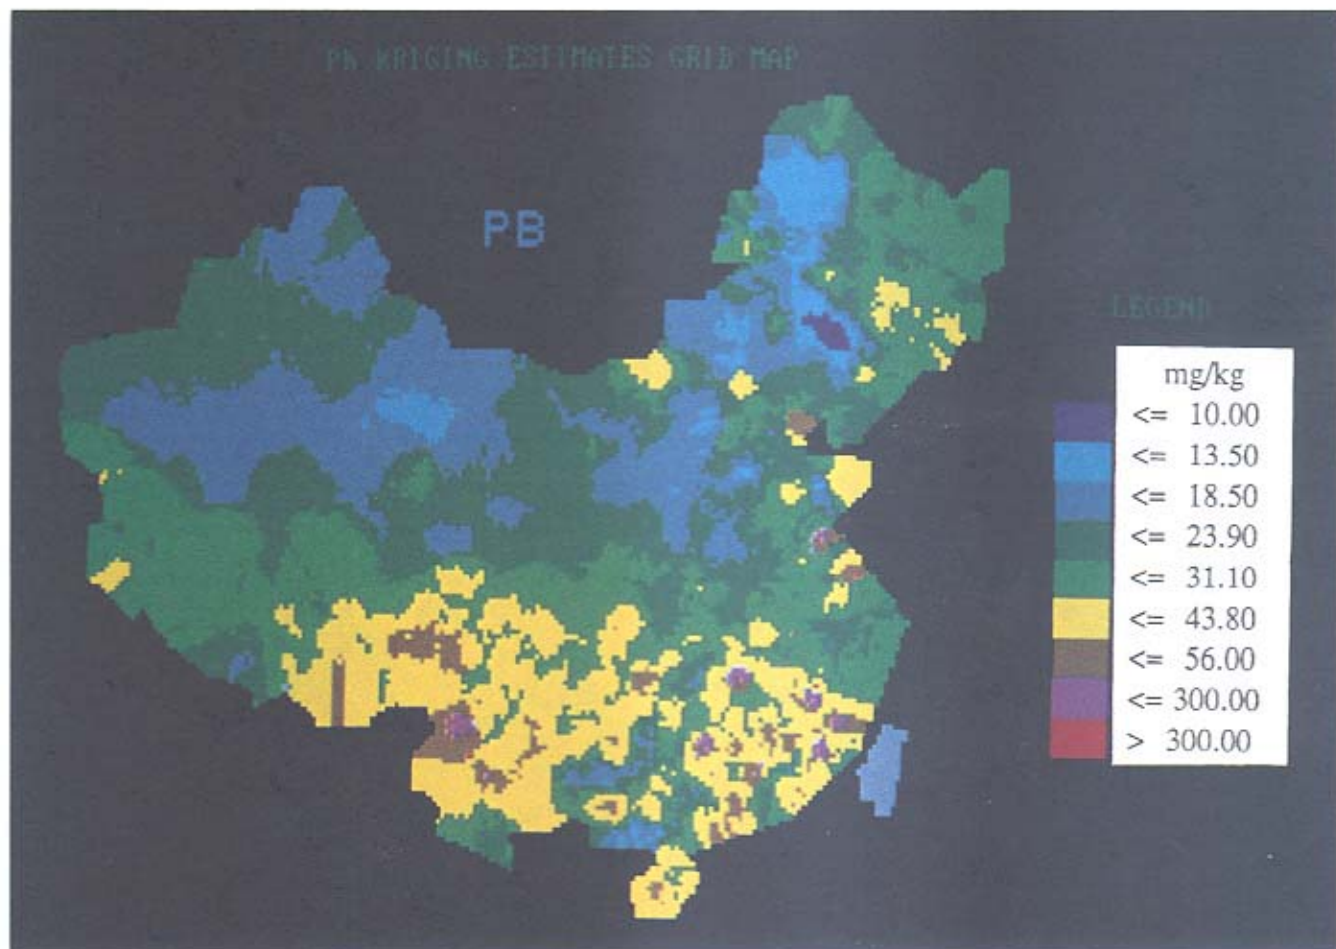 PB KRIGING ESTIMATES GRID MAP
PB
LEGEND
mg/kg
<= 10.00
<= 13.50
<= 18.50
<= 23.90
<= 31.10
<= 43.80
<= 56.00
<= 300.00
> 300.00